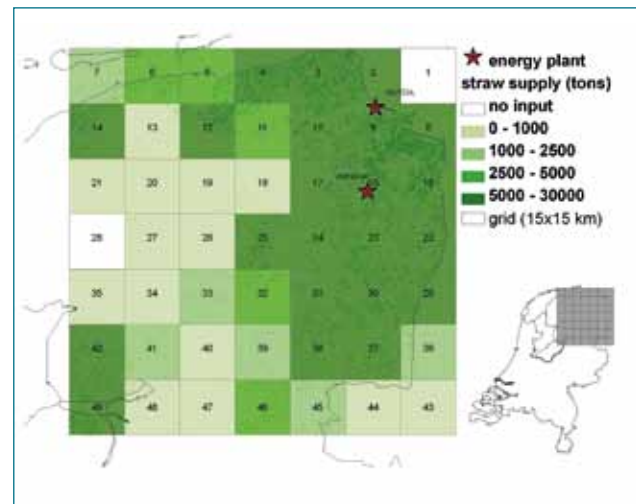 7 6 5 4 3 2 1
14 13 12 11 10 9 8
21 20 19 18 17 15
28 27 26 25 24 23 22
35 34 33 32 31 30 29
42 41 40 39 38 37 36
49 48 47 46 45 44 43
energy plant
straw supply (tons)
no input
0 - 1000
1000 - 2500
2500 - 5000
5000 - 30000
grid (15x15 km)